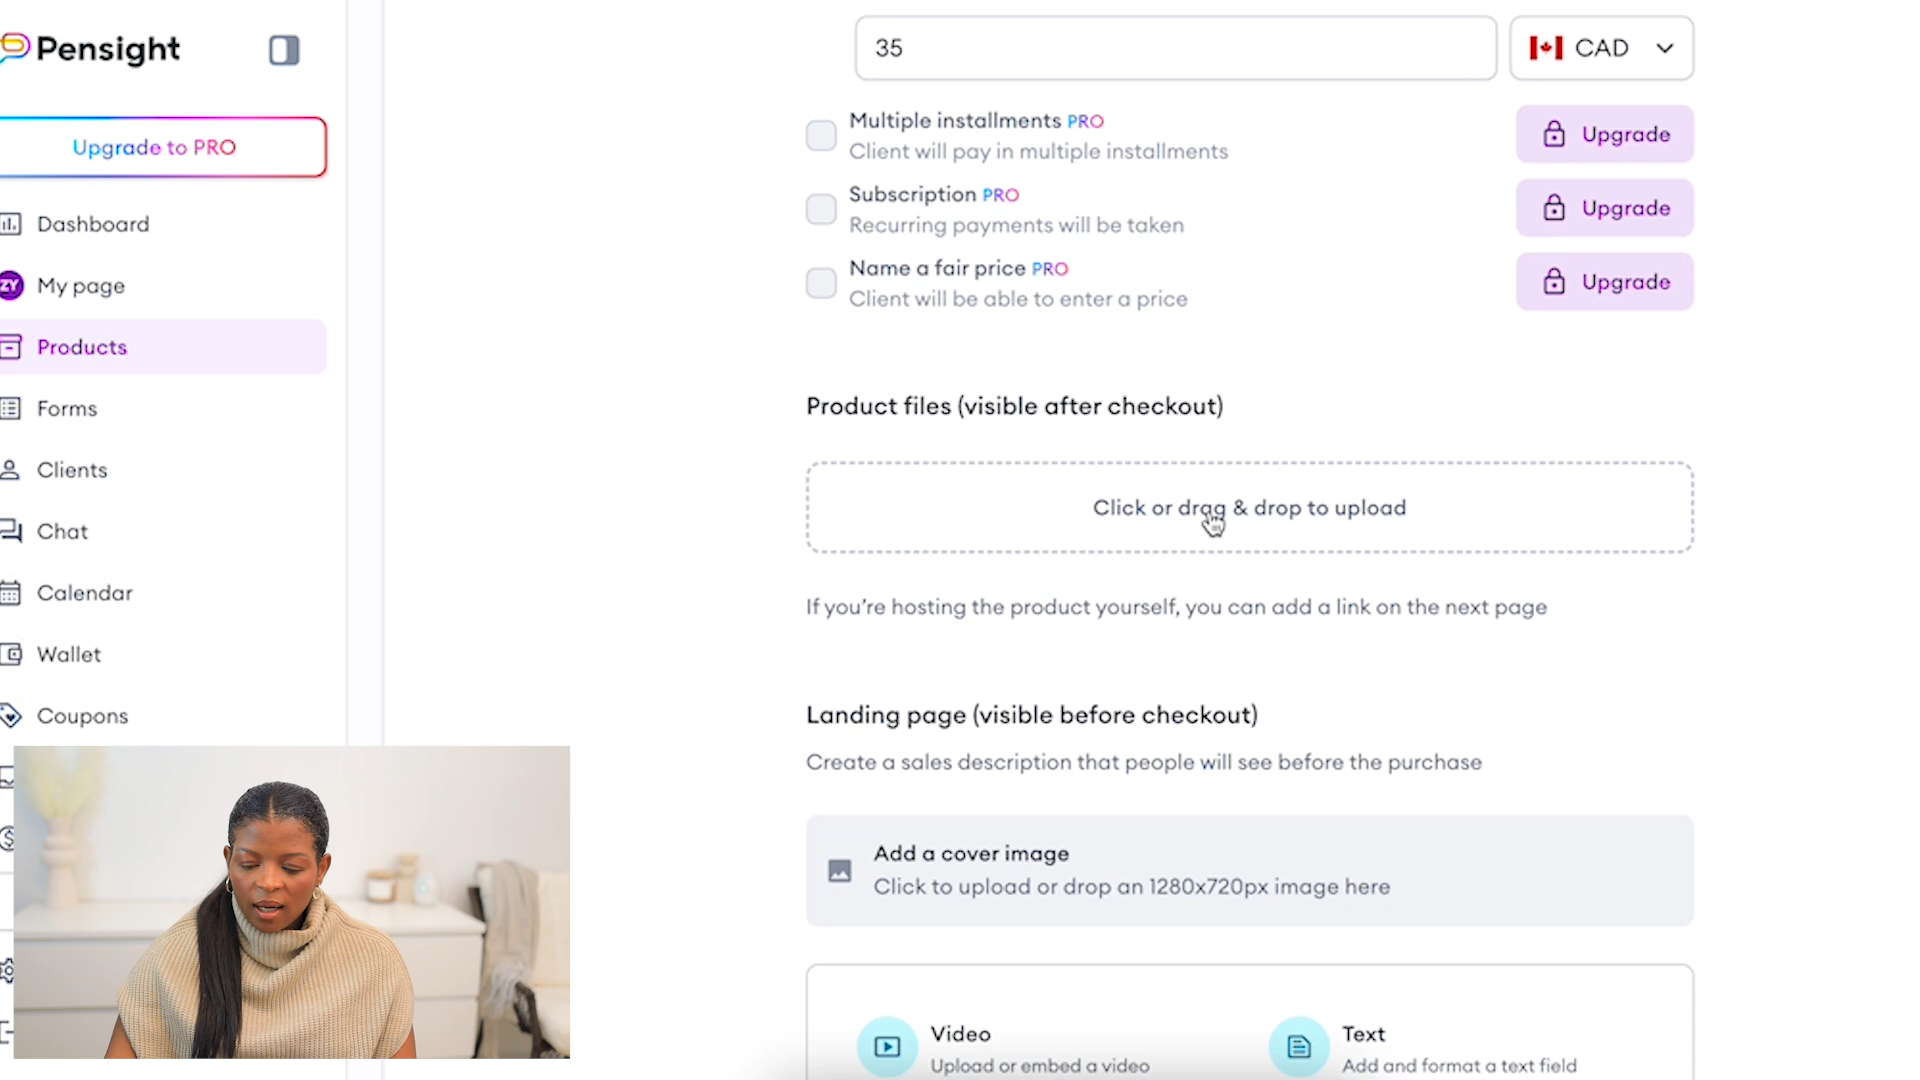 Pensight
Upgrade to PRO
Dashboard
ZY
My page
Products
Forms
Clients
Chat
Calendar
Wallet
Coupons
35
CAD
Multiple installments PRO
Client will pay in multiple installments
Upgrade
Subscription PRO
Recurring payments will be taken
Upgrade
Name a fair price PRO
Client will be able to enter a price
Upgrade
Product files (visible after checkout)
Click or drag & drop to upload
If you're hosting the product yourself, you can add a link on the next page
Landing page (visible before checkout)
Create a sales description that people will see before the purchase
Add a cover image
Click to upload or drop an 1280x720px image here
Video
Upload or embed a video
Text
Add and format a text field